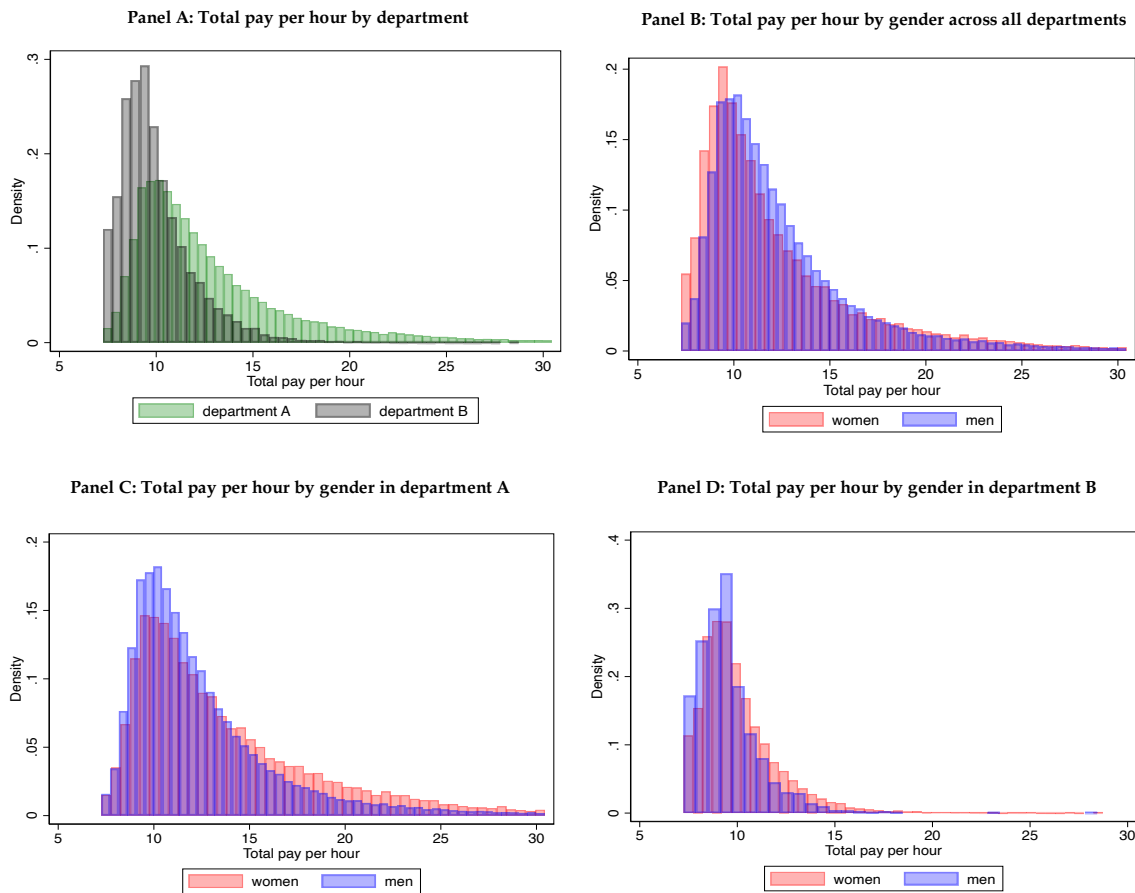 Panel A: Total pay per hour by department
.3
.2
.1
0
Density
5 10 15 20 25 30
Total pay per hour
department A department B
Panel B: Total pay per hour by gender across all departments
.2
.15
.1
.05
0
Density
5 10 15 20 25 30
Total pay per hour
women men
Panel C: Total pay per hour by gender in department A
.2
.15
.1
.05
0
Density
5 10 15 20 25 30
Total pay per hour
women men
Panel D: Total pay per hour by gender in department B
.4
.3
.2
.1
0
Density
5 10 15 20 25 30
Total pay per hour
women men